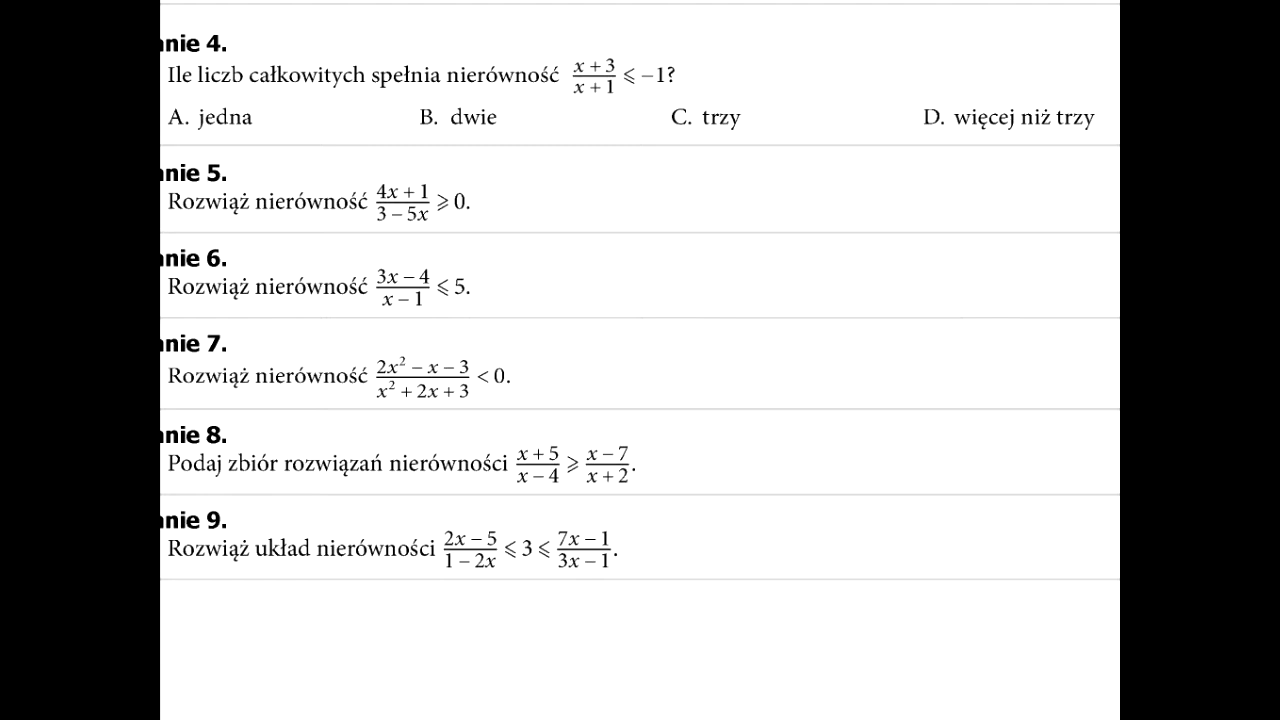 nie 4.
Ile liczb całkowitych spełnia nierówność (x + 3)/(x + 1) ⩽ −1?
A. jedna B. dwie C. trzy D. więcej niż trzy
nie 5.
Rozwiąż nierówność (4x + 1)/(3 − 5x) ⩾ 0.
nie 6.
Rozwiąż nierówność (3x − 4)/(x − 1) ⩽ 5.
nie 7.
Rozwiąż nierówność (2x² − x − 3)/(x² + 2x + 3) < 0.
nie 8.
Podaj zbiór rozwiązań nierówności (x + 5)/(x − 4) ⩾ (x − 7)/(x + 2).
nie 9.
Rozwiąż układ nierówności (2x − 5)/(1 − 2x) ⩽ 3 ⩽ (7x − 1)/(3x − 1).